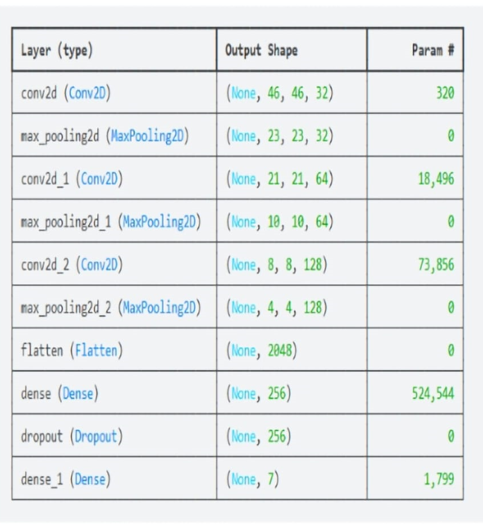 Layer (type) Output Shape Param #
conv2d (Conv2D) (None, 46, 46, 32) 320
max_pooling2d (MaxPooling2D) (None, 23, 23, 32) 0
conv2d_1 (Conv2D) (None, 21, 21, 64) 18,496
max_pooling2d_1 (MaxPooling2D) (None, 10, 10, 64) 0
conv2d_2 (Conv2D) (None, 8, 8, 128) 73,856
max_pooling2d_2 (MaxPooling2D) (None, 4, 4, 128) 0
flatten (Flatten) (None, 2048) 0
dense (Dense) (None, 256) 524,544
dropout (Dropout) (None, 256) 0
dense_1 (Dense) (None, 7) 1,799